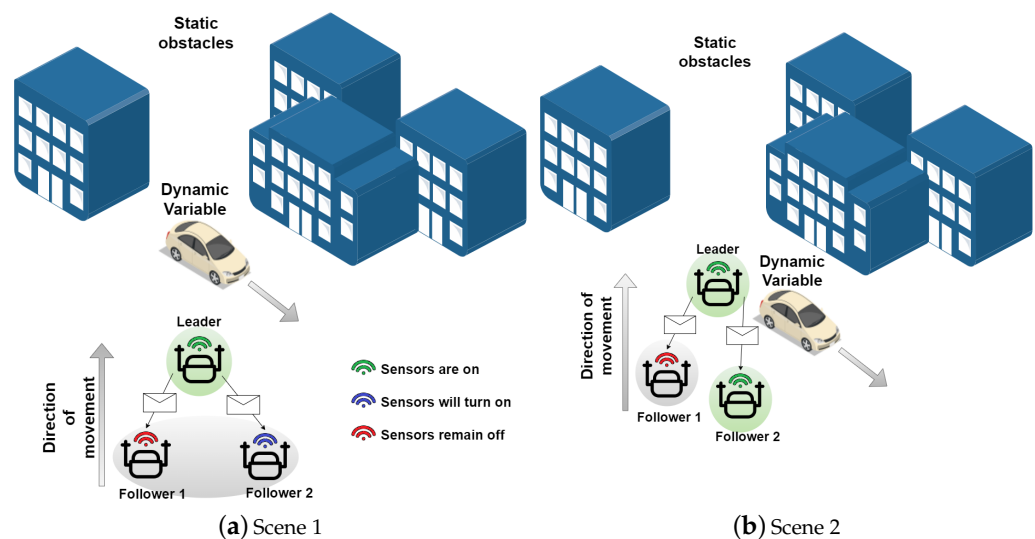 Static
obstacles
Dynamic
Variable
Leader
Direction
of
movement
Follower 1
Follower 2
Sensors are on
Sensors will turn on
Sensors remain off
(a) Scene 1
Static
obstacles
Leader
Dynamic
Variable
Direction of
movement
Follower 1
Follower 2
(b) Scene 2